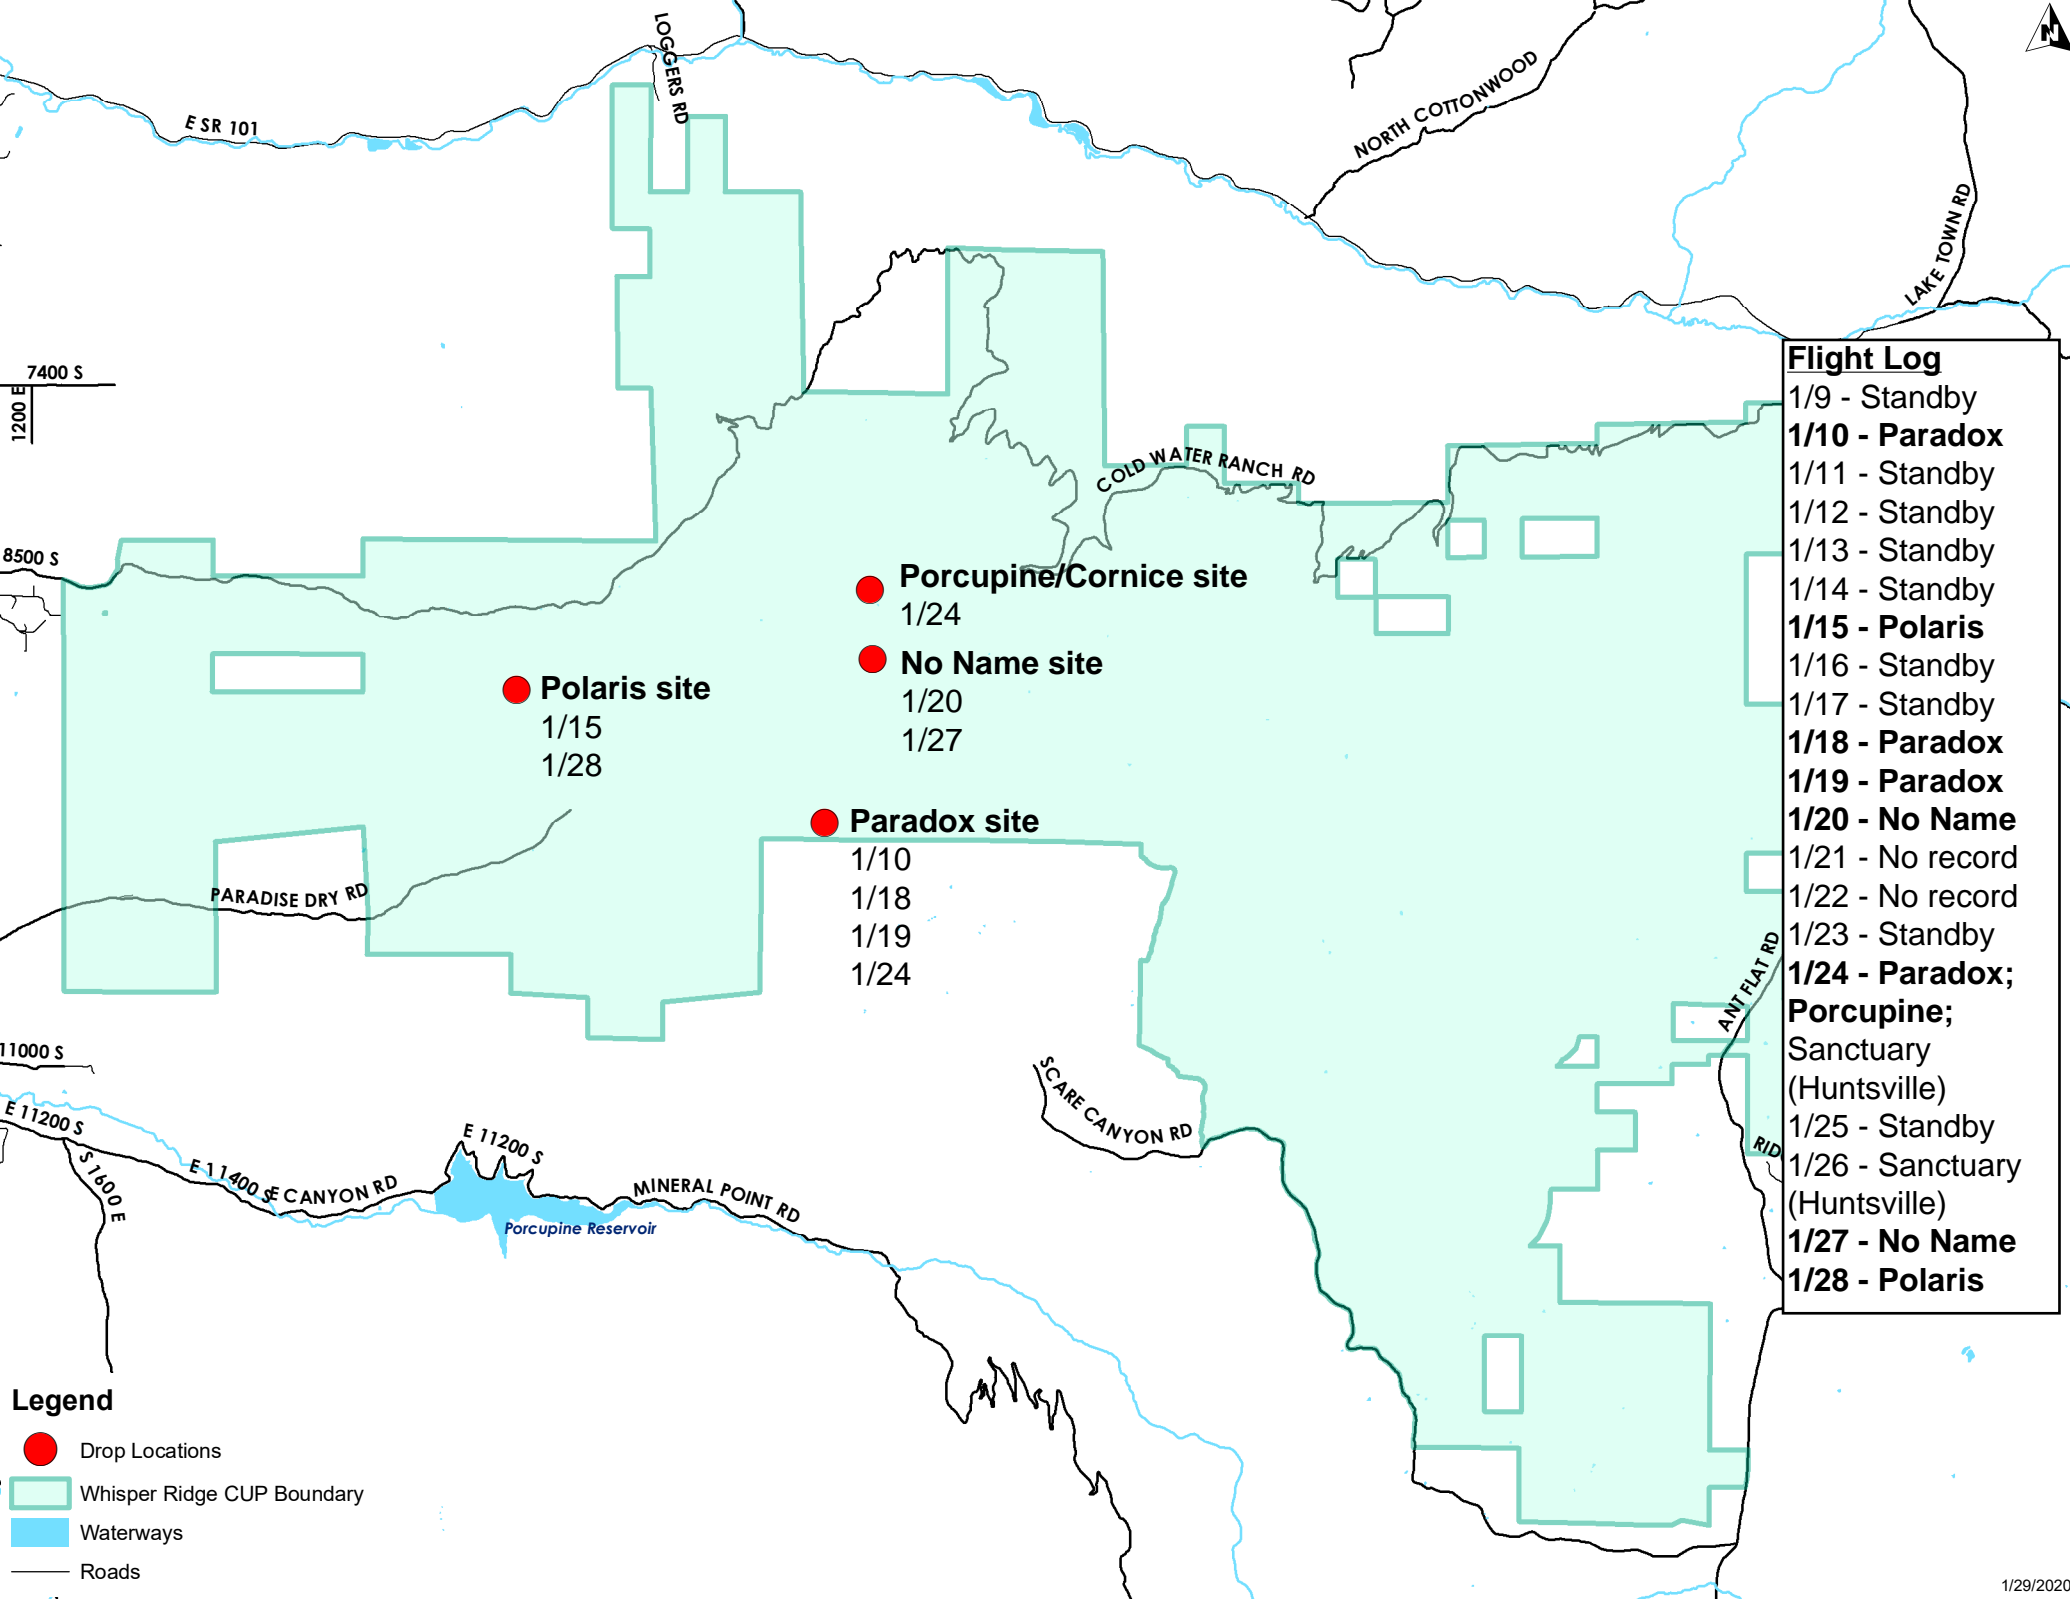 LOGGERS RD
N
E SR 101
NORTH COTTONWOOD
LAKE TOWN RD
7400 S
1200 E
COLD WATER RANCH RD
8500 S
Porcupine/Cornice site
1/24
No Name site
1/20
1/27
Polaris site
1/15
1/28
Paradox site
1/10
1/18
1/19
1/24
PARADISE DRY RD
Flight Log
1/9 - Standby
1/10 - Paradox
1/11 - Standby
1/12 - Standby
1/13 - Standby
1/14 - Standby
1/15 - Polaris
1/16 - Standby
1/17 - Standby
1/18 - Paradox
1/19 - Paradox
1/20 - No Name
1/21 - No record
1/22 - No record
1/23 - Standby
1/24 - Paradox;
Porcupine;
Sanctuary
(Huntsville)
1/25 - Standby
1/26 - Sanctuary
(Huntsville)
1/27 - No Name
1/28 - Polaris
ANT FLAT RD
RID
11000 S
SCARE CANYON RD
E 11200 S
S 1600 E
E 11400 S
E CANYON RD
E 11200 S
MINERAL POINT RD
Porcupine Reservoir
Legend
Drop Locations
Whisper Ridge CUP Boundary
Waterways
Roads
1/29/2020